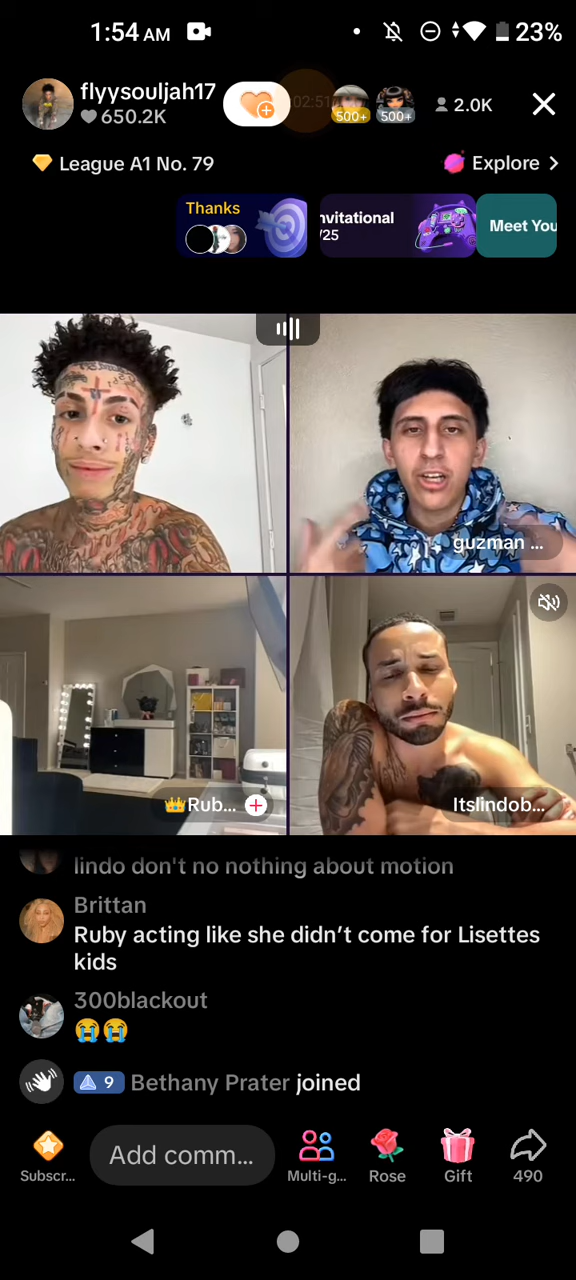 1:54 AM
23%
flyysouljah17
650.2K
02:51
500+
500+
2.0K
League A1 No. 79
Explore >
Thanks
nvitational
/25
Meet You
guzman ...
Rub...
Itslindob...
lindo don't no nothing about motion
Brittan
Ruby acting like she didn't come for Lisettes
kids
300blackout
😭😭
9 Bethany Prater joined
Add comm...
Subscr...
Multi-g...
Rose
Gift
490